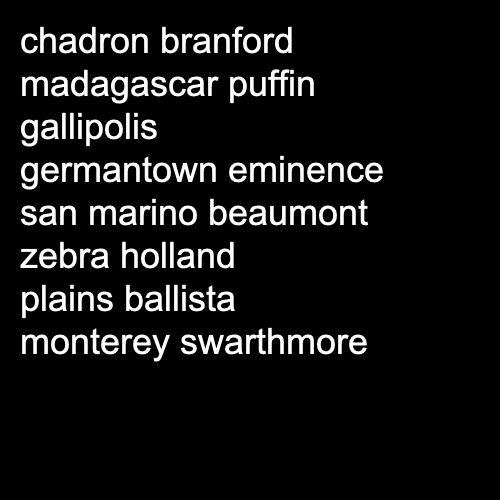 chadron branford
madagascar puffin
gallipolis
germantown eminence
san marino beaumont
zebra holland
plains ballista
monterey swarthmore